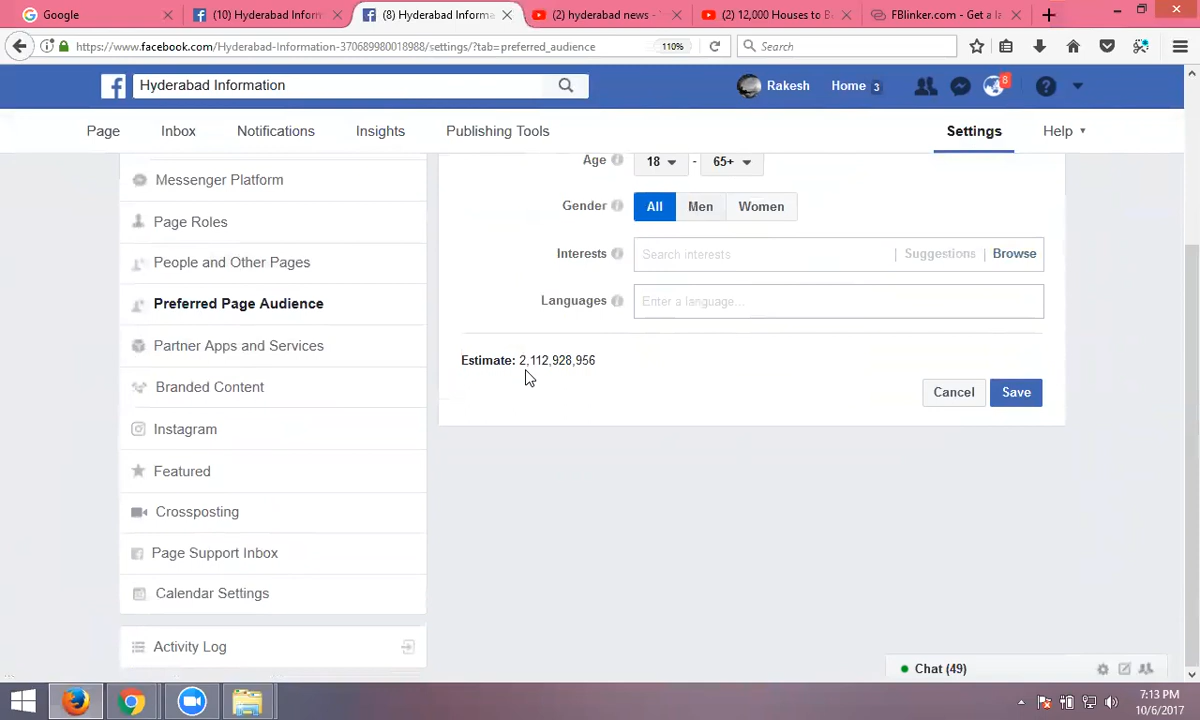 Google
(10) Hyderabad Inform
(8) Hyderabad Informa
(2) hyderabad news -
(2) 12,000 Houses to B
FBlinker.com - Get a l
https://www.facebook.com/Hyderabad-Information-370689980018988/settings/?tab=preferred_audience
110%
Search
Hyderabad Information
Rakesh
Home 3
8
Page
Inbox
Notifications
Insights
Publishing Tools
Settings
Help
Messenger Platform
Page Roles
People and Other Pages
Preferred Page Audience
Partner Apps and Services
Branded Content
Instagram
Featured
Crossposting
Page Support Inbox
Calendar Settings
Activity Log
Age 18 - 65+
Gender All Men Women
Interests Search interests | Suggestions | Browse
Languages Enter a language...
Estimate: 2,112,928,956
Cancel
Save
Chat (49)
7:13 PM
10/6/2017